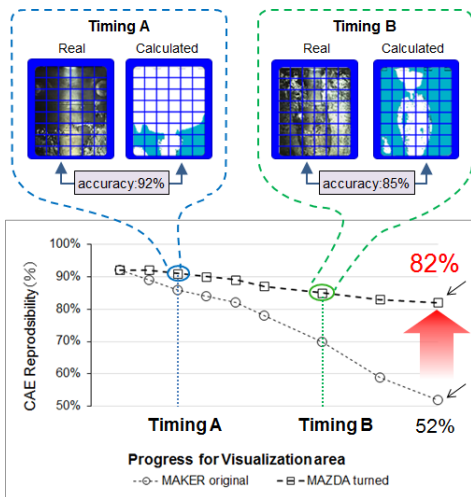 Timing A
Real
Calculated
accuracy:92%
Timing B
Real
Calculated
accuracy:85%
CAE Reprodsibility(%)
100%
90%
80%
70%
60%
50%
82%
52%
Timing A
Timing B
Progress for Visualization area
MAKER original
MAZDA turned